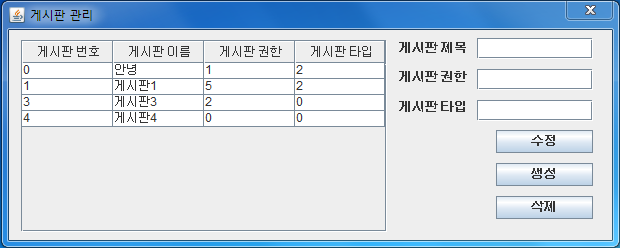 게시판 관리
게시판 번호 게시판 이름 게시판 권한 게시판 타입
0 안녕 1 2
1 게시판1 5 2
3 게시판3 2 0
4 게시판4 0 0
게시판 제목
게시판 권한
게시판 타입
수정
생성
삭제